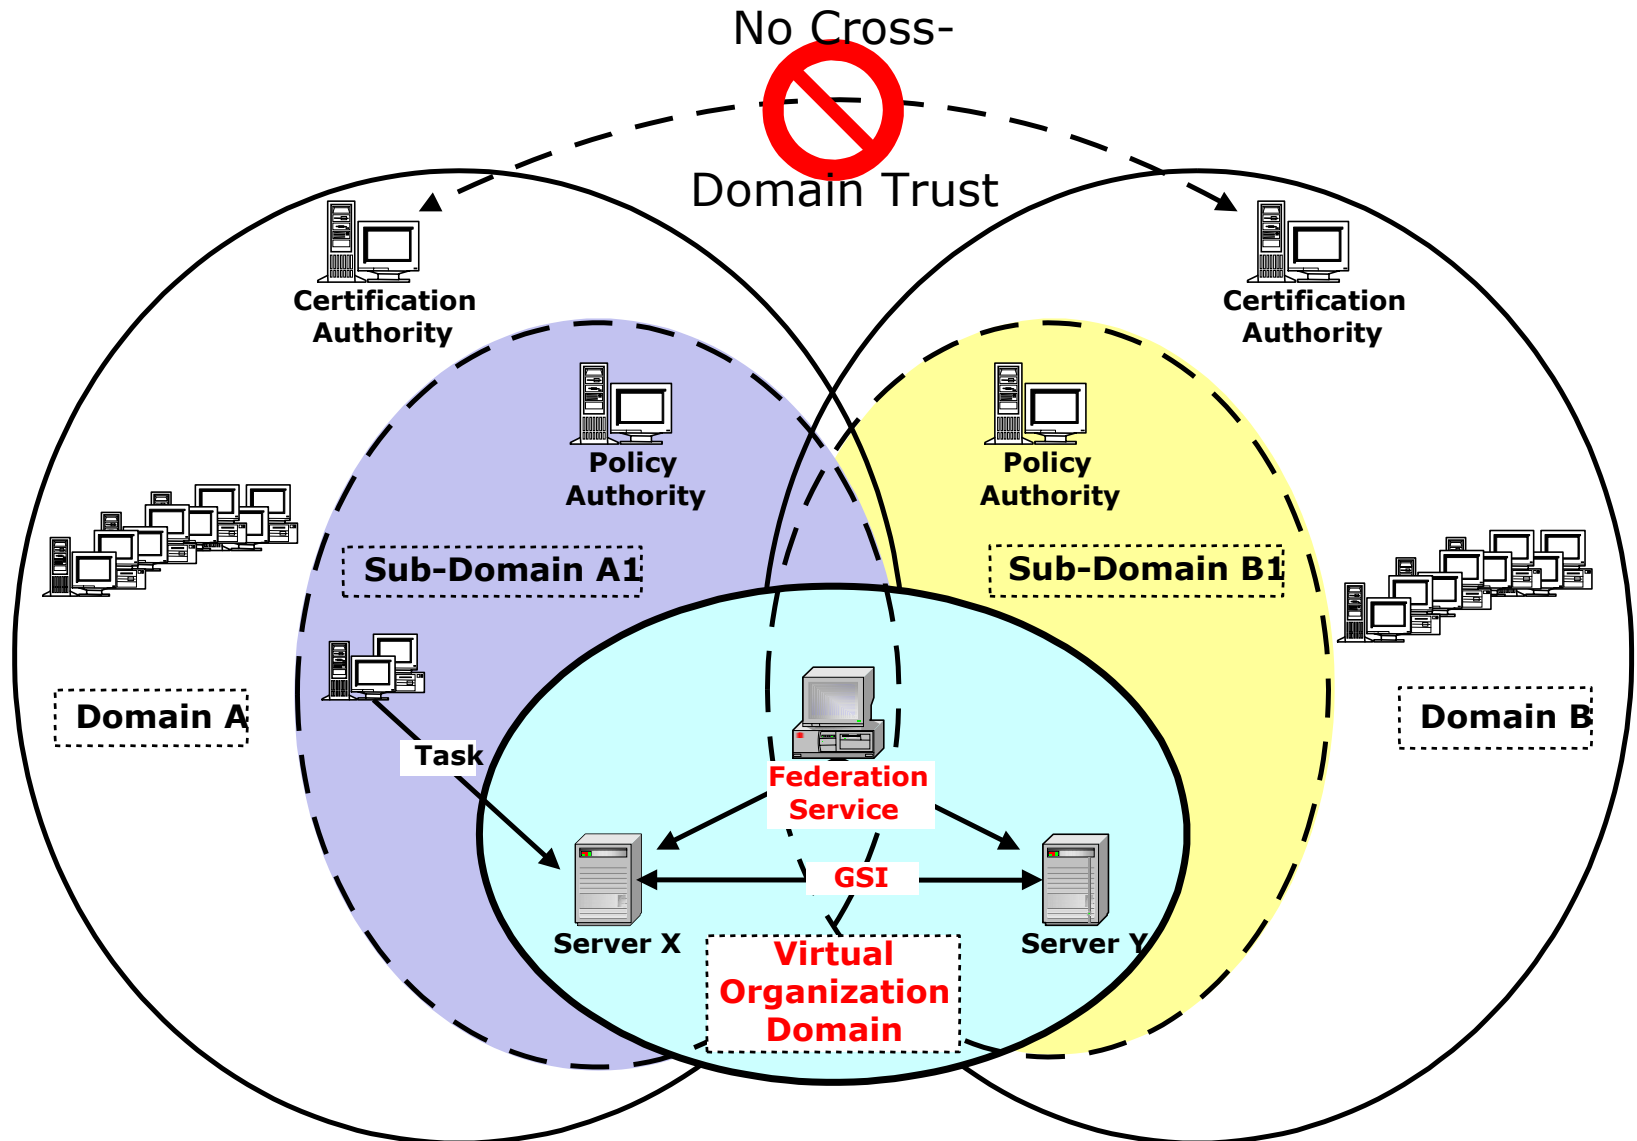 No Cross-
Domain Trust
Certification
Authority
Certification
Authority
Policy
Authority
Policy
Authority
Sub-Domain A1
Sub-Domain B1
Domain A
Domain B
Task
Federation
Service
GSI
Server X
Server Y
Virtual
Organization
Domain